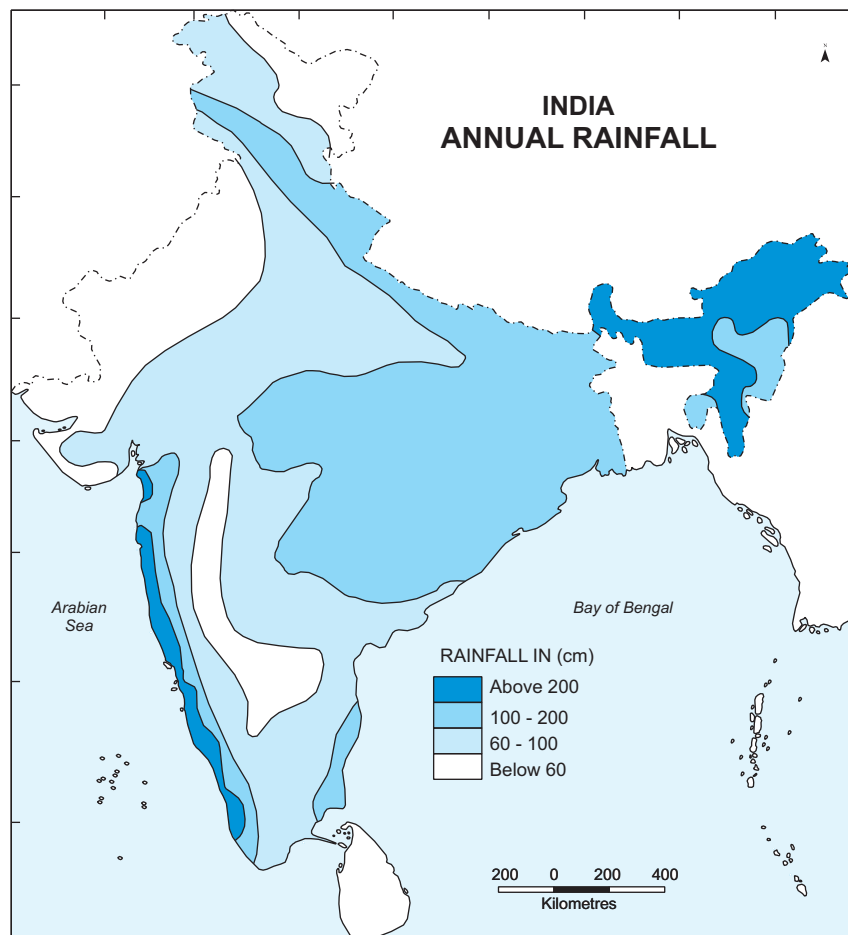 N
INDIA
ANNUAL RAINFALL
Arabian
Sea
Bay of Bengal
RAINFALL IN (cm)
Above 200
100 - 200
60 - 100
Below 60
200 0 200 400
Kilometres